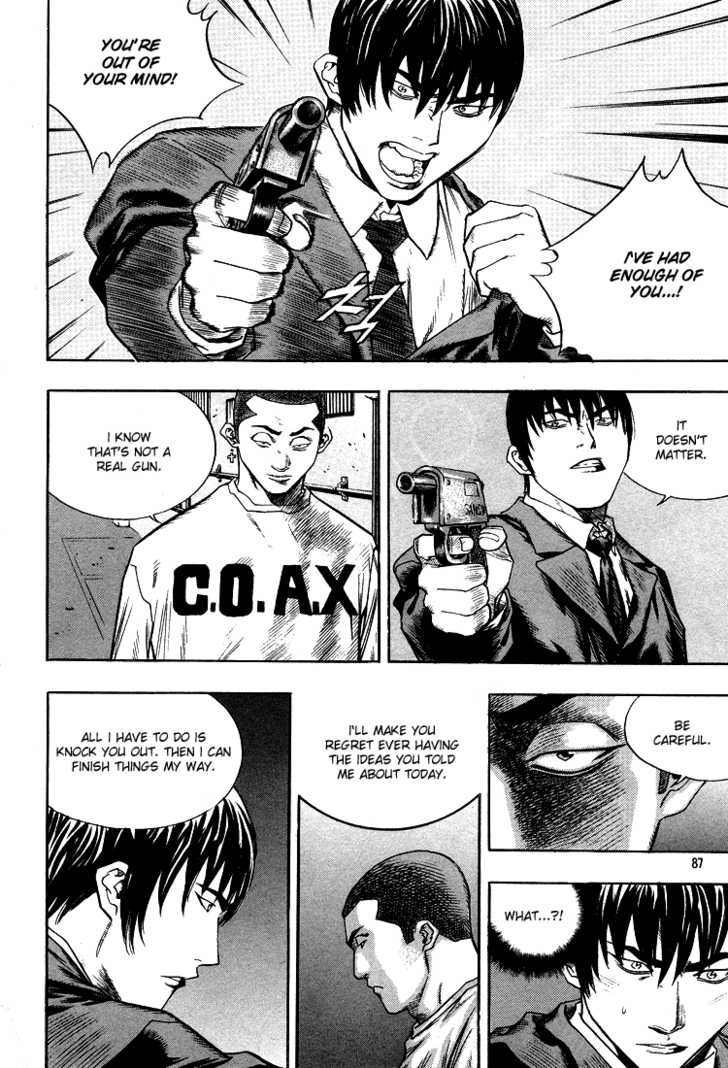 YOU'RE
OUT OF
YOUR MIND!
I'VE HAD
ENOUGH OF
YOU...!
I KNOW
THAT'S NOT A
REAL GUN.
C.O.A.X
IT
DOESN'T
MATTER.
ALL I HAVE TO DO IS
KNOCK YOU OUT. THEN I CAN
FINISH THINGS MY WAY.
I'LL MAKE YOU
REGRET EVER HAVING
THE IDEAS YOU TOLD
ME ABOUT TODAY.
BE
CAREFUL.
87
WHAT...?!